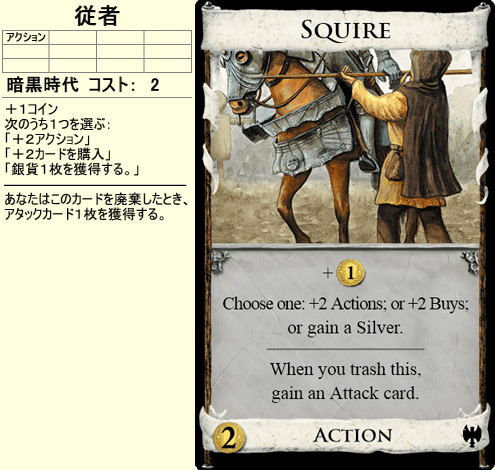 従者
アクション
暗黒時代 コスト： 2
＋１コイン
次のうち１つを選ぶ：
「＋２アクション」
「＋２カードを購入」
「銀貨１枚を獲得する。」
あなたはこのカードを廃棄したとき、
アタックカード１枚を獲得する。
SQUIRE
+ 1
Choose one: +2 Actions; or +2 Buys;
or gain a Silver.
When you trash this,
gain an Attack card.
2 ACTION